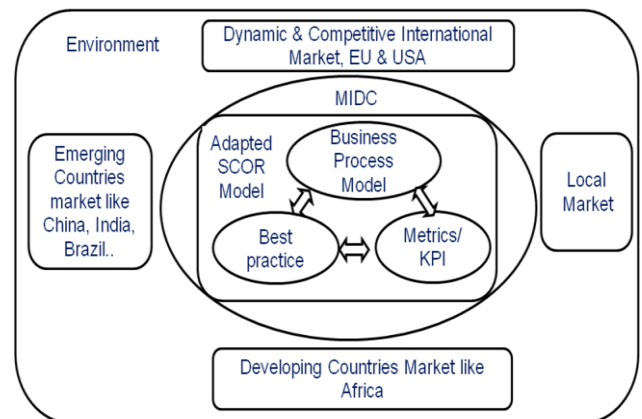 Environment
Dynamic & Competitive International
Market, EU & USA
MIDC
Adapted
SCOR
Model
Business
Process
Model
Emerging
Countries
market like
China, India,
Brazil..
Local
Market
Best
practice
Metrics/
KPI
Developing Countries Market like
Africa